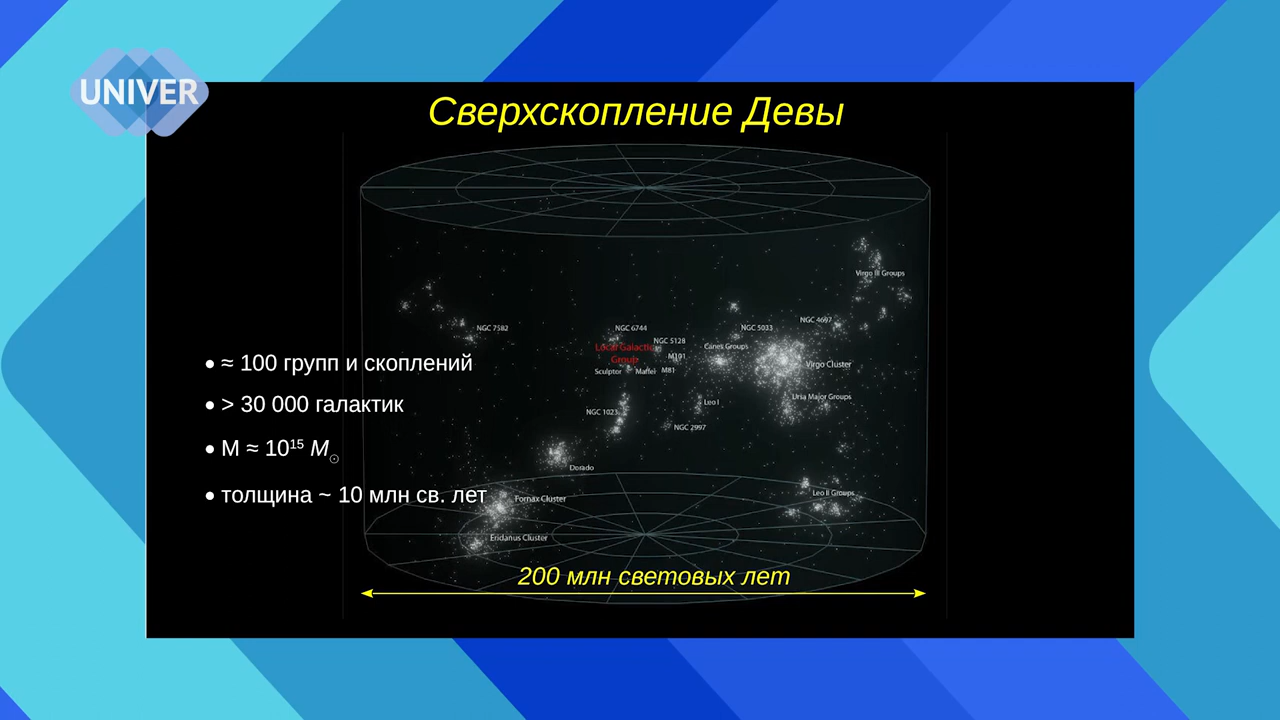 UNIVER
Сверхскопление Девы
Virgo III Groups
NGC 7582
NGC 6744
NGC 5033
NGC 4697
NGC 5128
Local Galactic
Group
Canes Groups
M101
Virgo Cluster
Sculptor
Maffei
M81
• ≈ 100 групп и скоплений
Leo I
Ursa Major Groups
• > 30 000 галактик
NGC 1023
NGC 2997
• M ≈ 10¹⁵ M☉
Dorado
• толщина ~ 10 млн св. лет
Fornax Cluster
Leo II Groups
Eridanus Cluster
200 млн световых лет